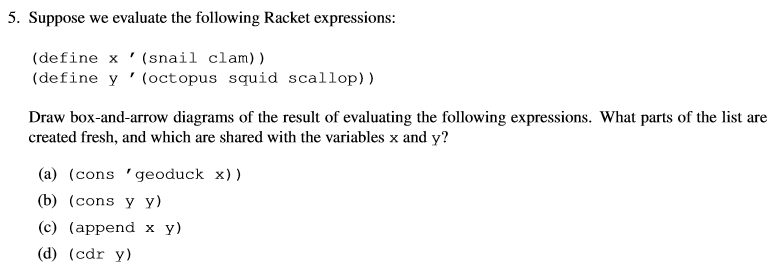 5. Suppose we evaluate the following Racket expressions:
(define x '(snail clam))
(define y '(octopus squid scallop))
Draw box-and-arrow diagrams of the result of evaluating the following expressions. What parts of the list are
created fresh, and which are shared with the variables x and y?
(a) (cons 'geoduck x))
(b) (cons y y)
(c) (append x y)
(d) (cdr y)